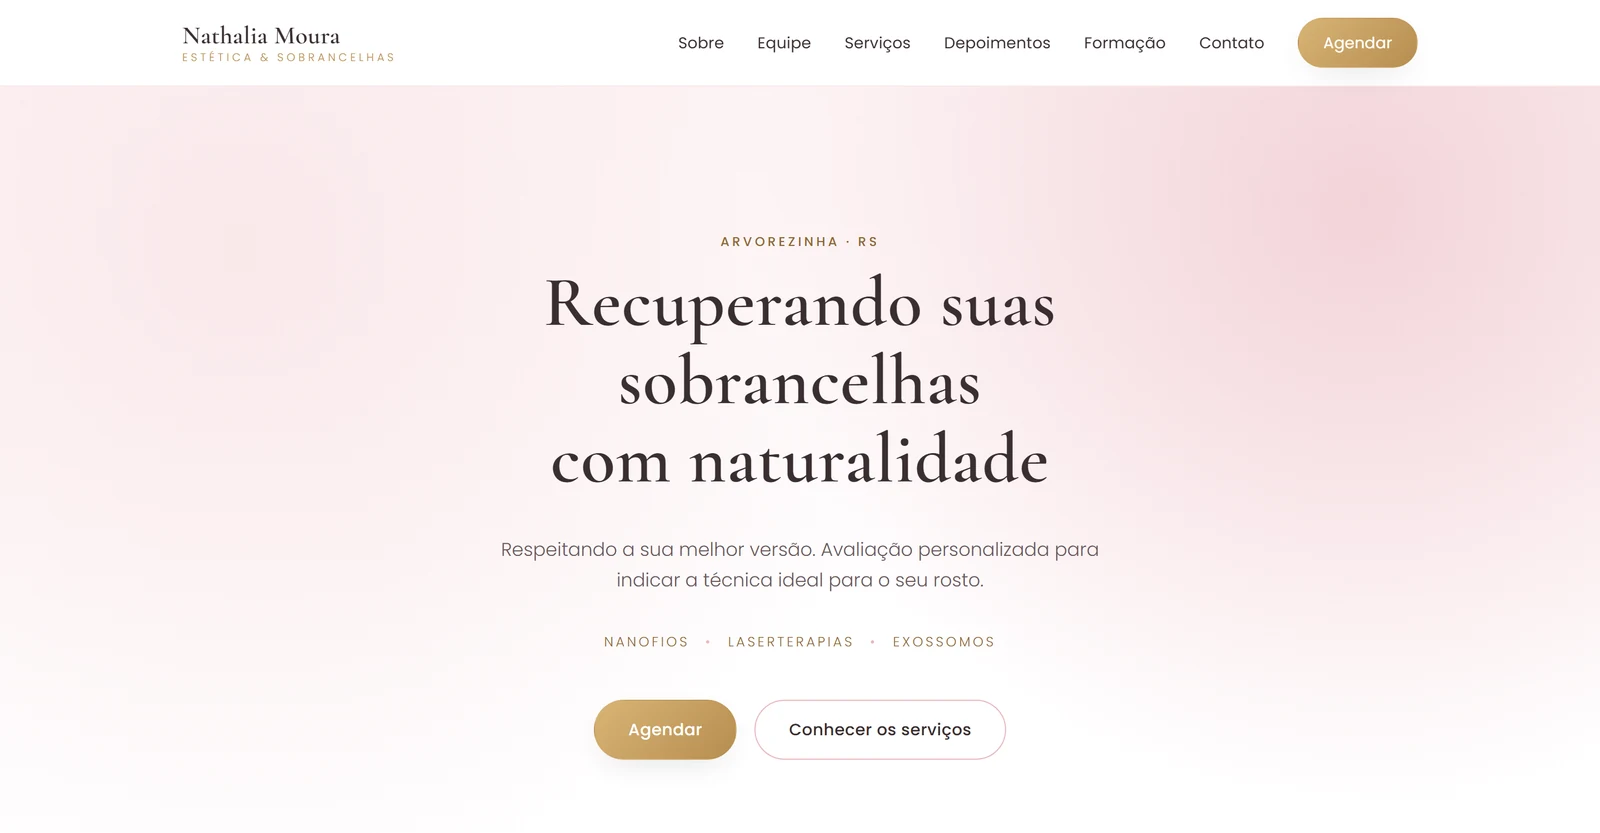 Nathalia Moura
ESTÉTICA & SOBRANCELHAS
Sobre Equipe Serviços Depoimentos Formação Contato Agendar
ARVOREZINHA · RS
Recuperando suas
sobrancelhas
com naturalidade
Respeitando a sua melhor versão. Avaliação personalizada para
indicar a técnica ideal para o seu rosto.
NANOFIOS • LASERTERAPIAS • EXOSSOMOS
Agendar Conhecer os serviços